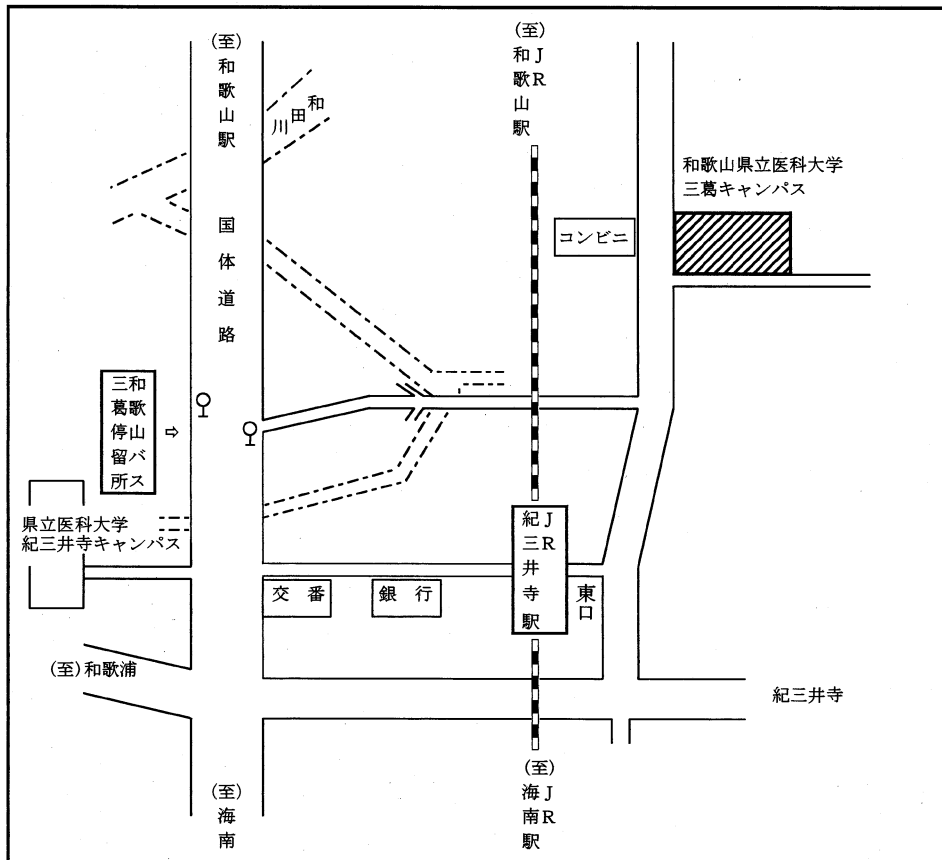 (至)和歌山駅
和田川
国体道路
(至)JR和歌山駅
和歌山県立医科大学
三葛キャンパス
コンビニ
和歌山バス
三葛停留所
⇨
県立医科大学
紀三井寺キャンパス
JR
紀三井寺駅
東口
交番
銀行
(至)和歌浦
紀三井寺
(至)海南
(至)JR海南駅